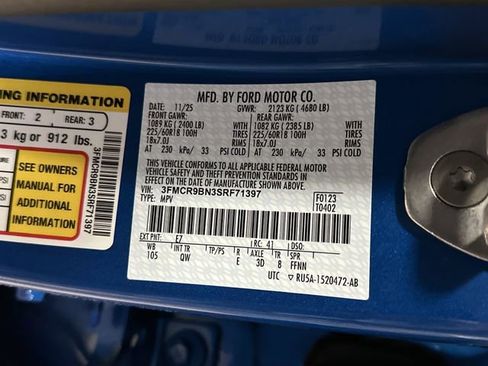 MFD. BY FORD MOTOR CO.
DATE: 11/25 GVWR: 2123 KG ( 4680 LB)
FRONT GAWR: REAR GAWR:
1089 KG ( 2400 LB) WITH 1082 KG ( 2385 LB) WITH
225/60R18 100H TIRES 225/60R18 100H TIRES
18x7.0J RIMS 18x7.0J RIMS
AT 230 kPa/ 33 PSI COLD AT 230 kPa/ 33 PSI COLD
THIS VEHICLE CONFORMS TO ALL APPLICABLE FEDERAL MOTOR
VEHICLE SAFETY AND THEFT PREVENTION STANDARDS IN
EFFECT ON THE DATE OF MANUFACTURE SHOWN ABOVE.
VIN: 3FMCR9BN3SRF71397 F0123
TYPE: MPV T0402
EXT PNT: E7 RC: 41 DSO:
WB INT TR TP/PS R AXLE TR SPR
105 QW E 3D 8 FFNN
UTC ▽ RU5A-1520472-AB
ING INFORMATION
FRONT: 2 REAR: 3
3 kg or 912 lbs.
SEE OWNERS
MANUAL FOR
ADDITIONAL
INFORMATION
3FMCR9BN3SRF71397